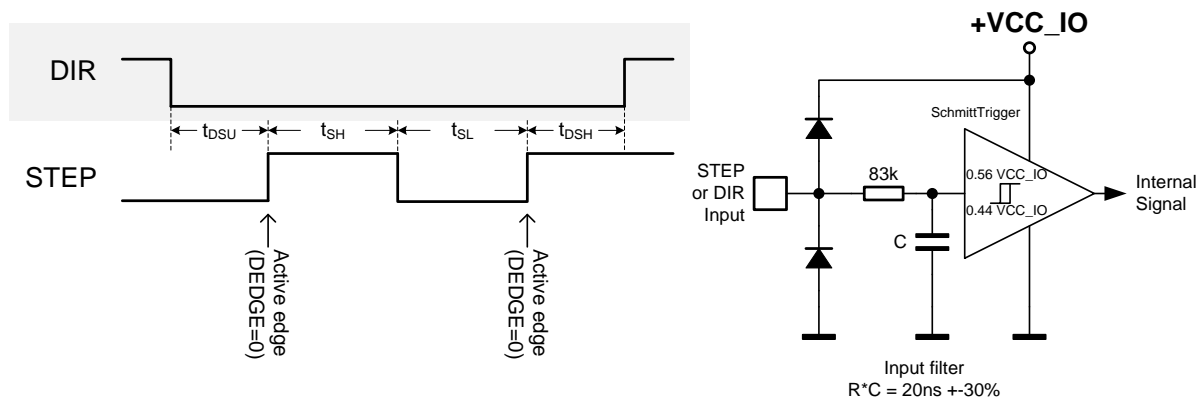 DIR
tDSU
tSH
tSL
tDSH
STEP
Active edge
(DEDGE=0)
Active edge
(DEDGE=0)
+VCC_IO
SchmittTrigger
STEP
or DIR
Input
83k
0.56 VCC_IO
0.44 VCC_IO
C
Internal
Signal
Input filter
R*C = 20ns +-30%